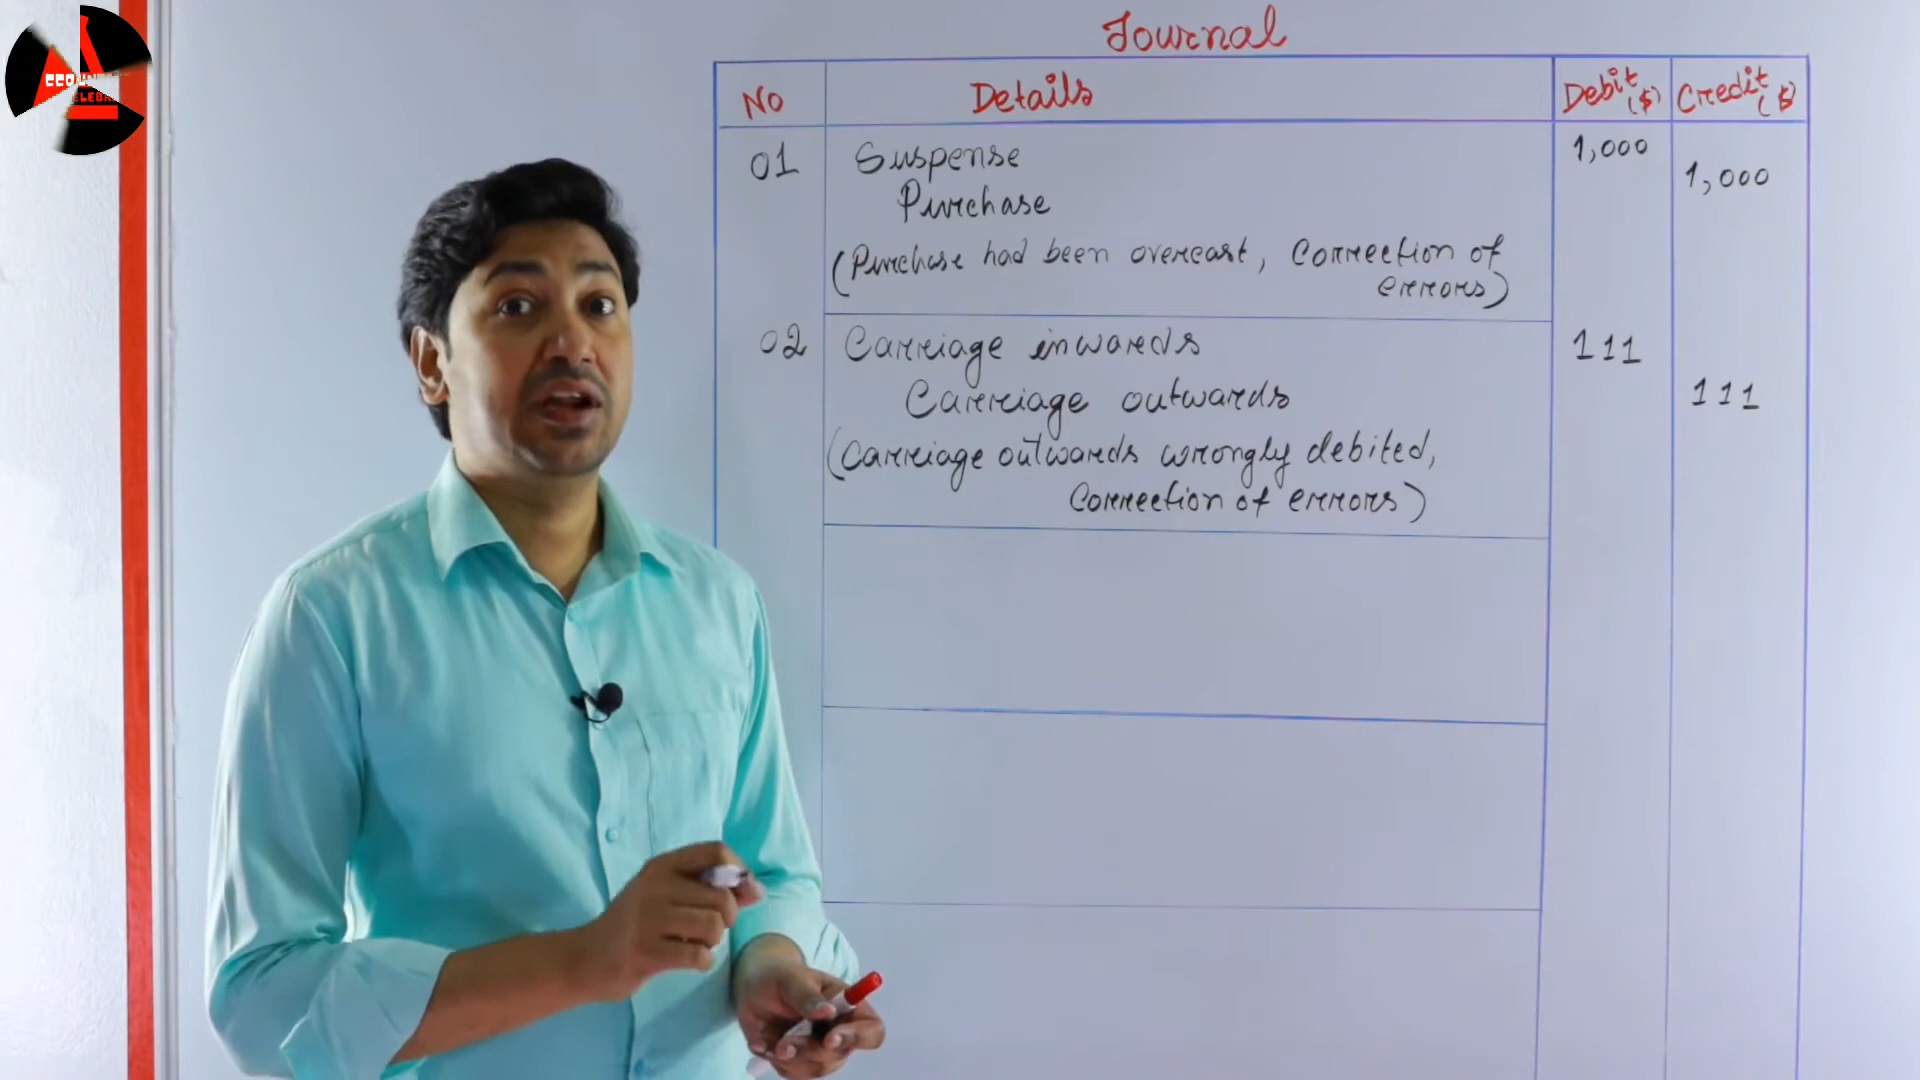 Journal
No Details Debit ($) Credit ($)
01 Suspense 1,000
Purchase 1,000
(Purchase had been overcast, Correction of
errors)
02 Carriage inwards 111
Carriage outwards 111
(Carriage outwards wrongly debited,
Correction of errors)